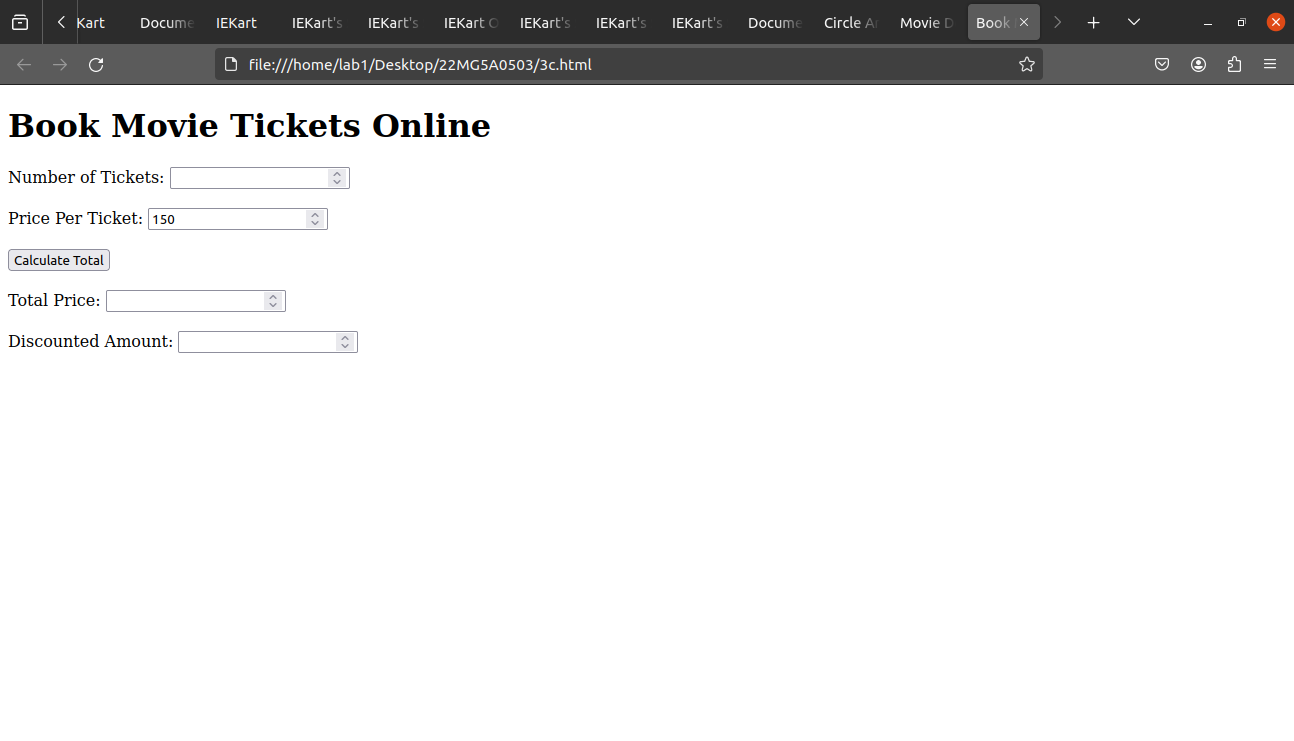 Kart Docume IEKart IEKart's IEKart's IEKart O IEKart's IEKart's IEKart's Docume Circle Ar Movie D Book
file:///home/lab1/Desktop/22MG5A0503/3c.html
Book Movie Tickets Online
Number of Tickets:
Price Per Ticket: 150
Calculate Total
Total Price:
Discounted Amount: